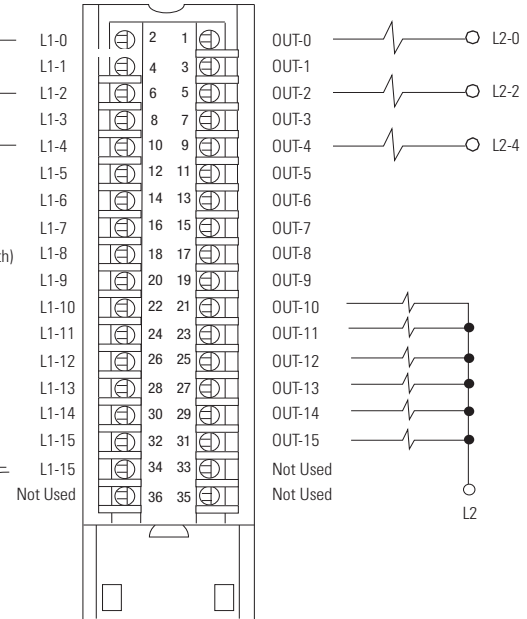 L1-0 2 1 OUT-0 L2-0
L1-1 4 3 OUT-1
L1-2 6 5 OUT-2 L2-2
L1-3 8 7 OUT-3
L1-4 10 9 OUT-4 L2-4
L1-5 12 11 OUT-5
L1-6 14 13 OUT-6
L1-7 16 15 OUT-7
L1-8 18 17 OUT-8
L1-9 20 19 OUT-9
L1-10 22 21 OUT-10
L1-11 24 23 OUT-11
L1-12 26 25 OUT-12
L1-13 28 27 OUT-13
L1-14 30 29 OUT-14
L1-15 32 31 OUT-15
L1-15 34 33 Not Used
Not Used 36 35 Not Used
L2